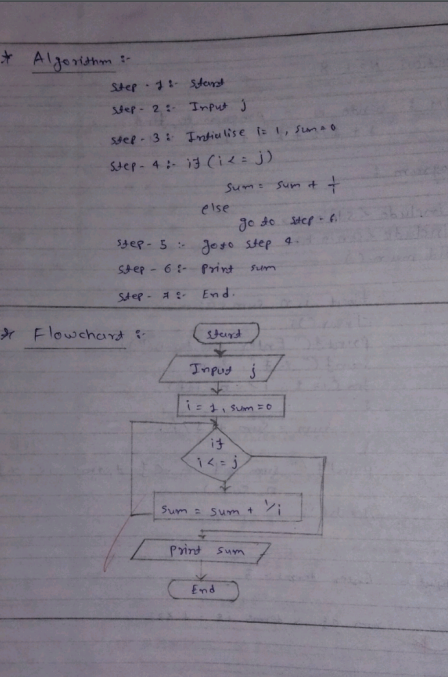 * Algorithm :-
Step - 1 :- Start
Step - 2 :- Input j
Step - 3 :- Intialise i = 1, sum = 0
Step - 4 :- if (i <= j)
sum = sum + 1/i
else
go to step - 6.
Step - 5 :- goto step 4
Step - 6 :- Print sum
Step - 7 :- End.
* Flowchart :-
Start
Input j
i = 1, sum = 0
if
i <= j
sum = sum + 1/i
Print sum
End